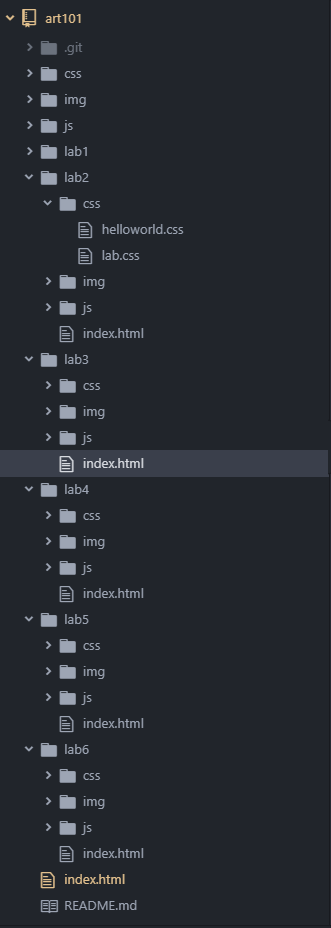 art101
.git
css
img
js
lab1
lab2
css
helloworld.css
lab.css
img
js
index.html
lab3
css
img
js
index.html
lab4
css
img
js
index.html
lab5
css
img
js
index.html
lab6
css
img
js
index.html
index.html
README.md